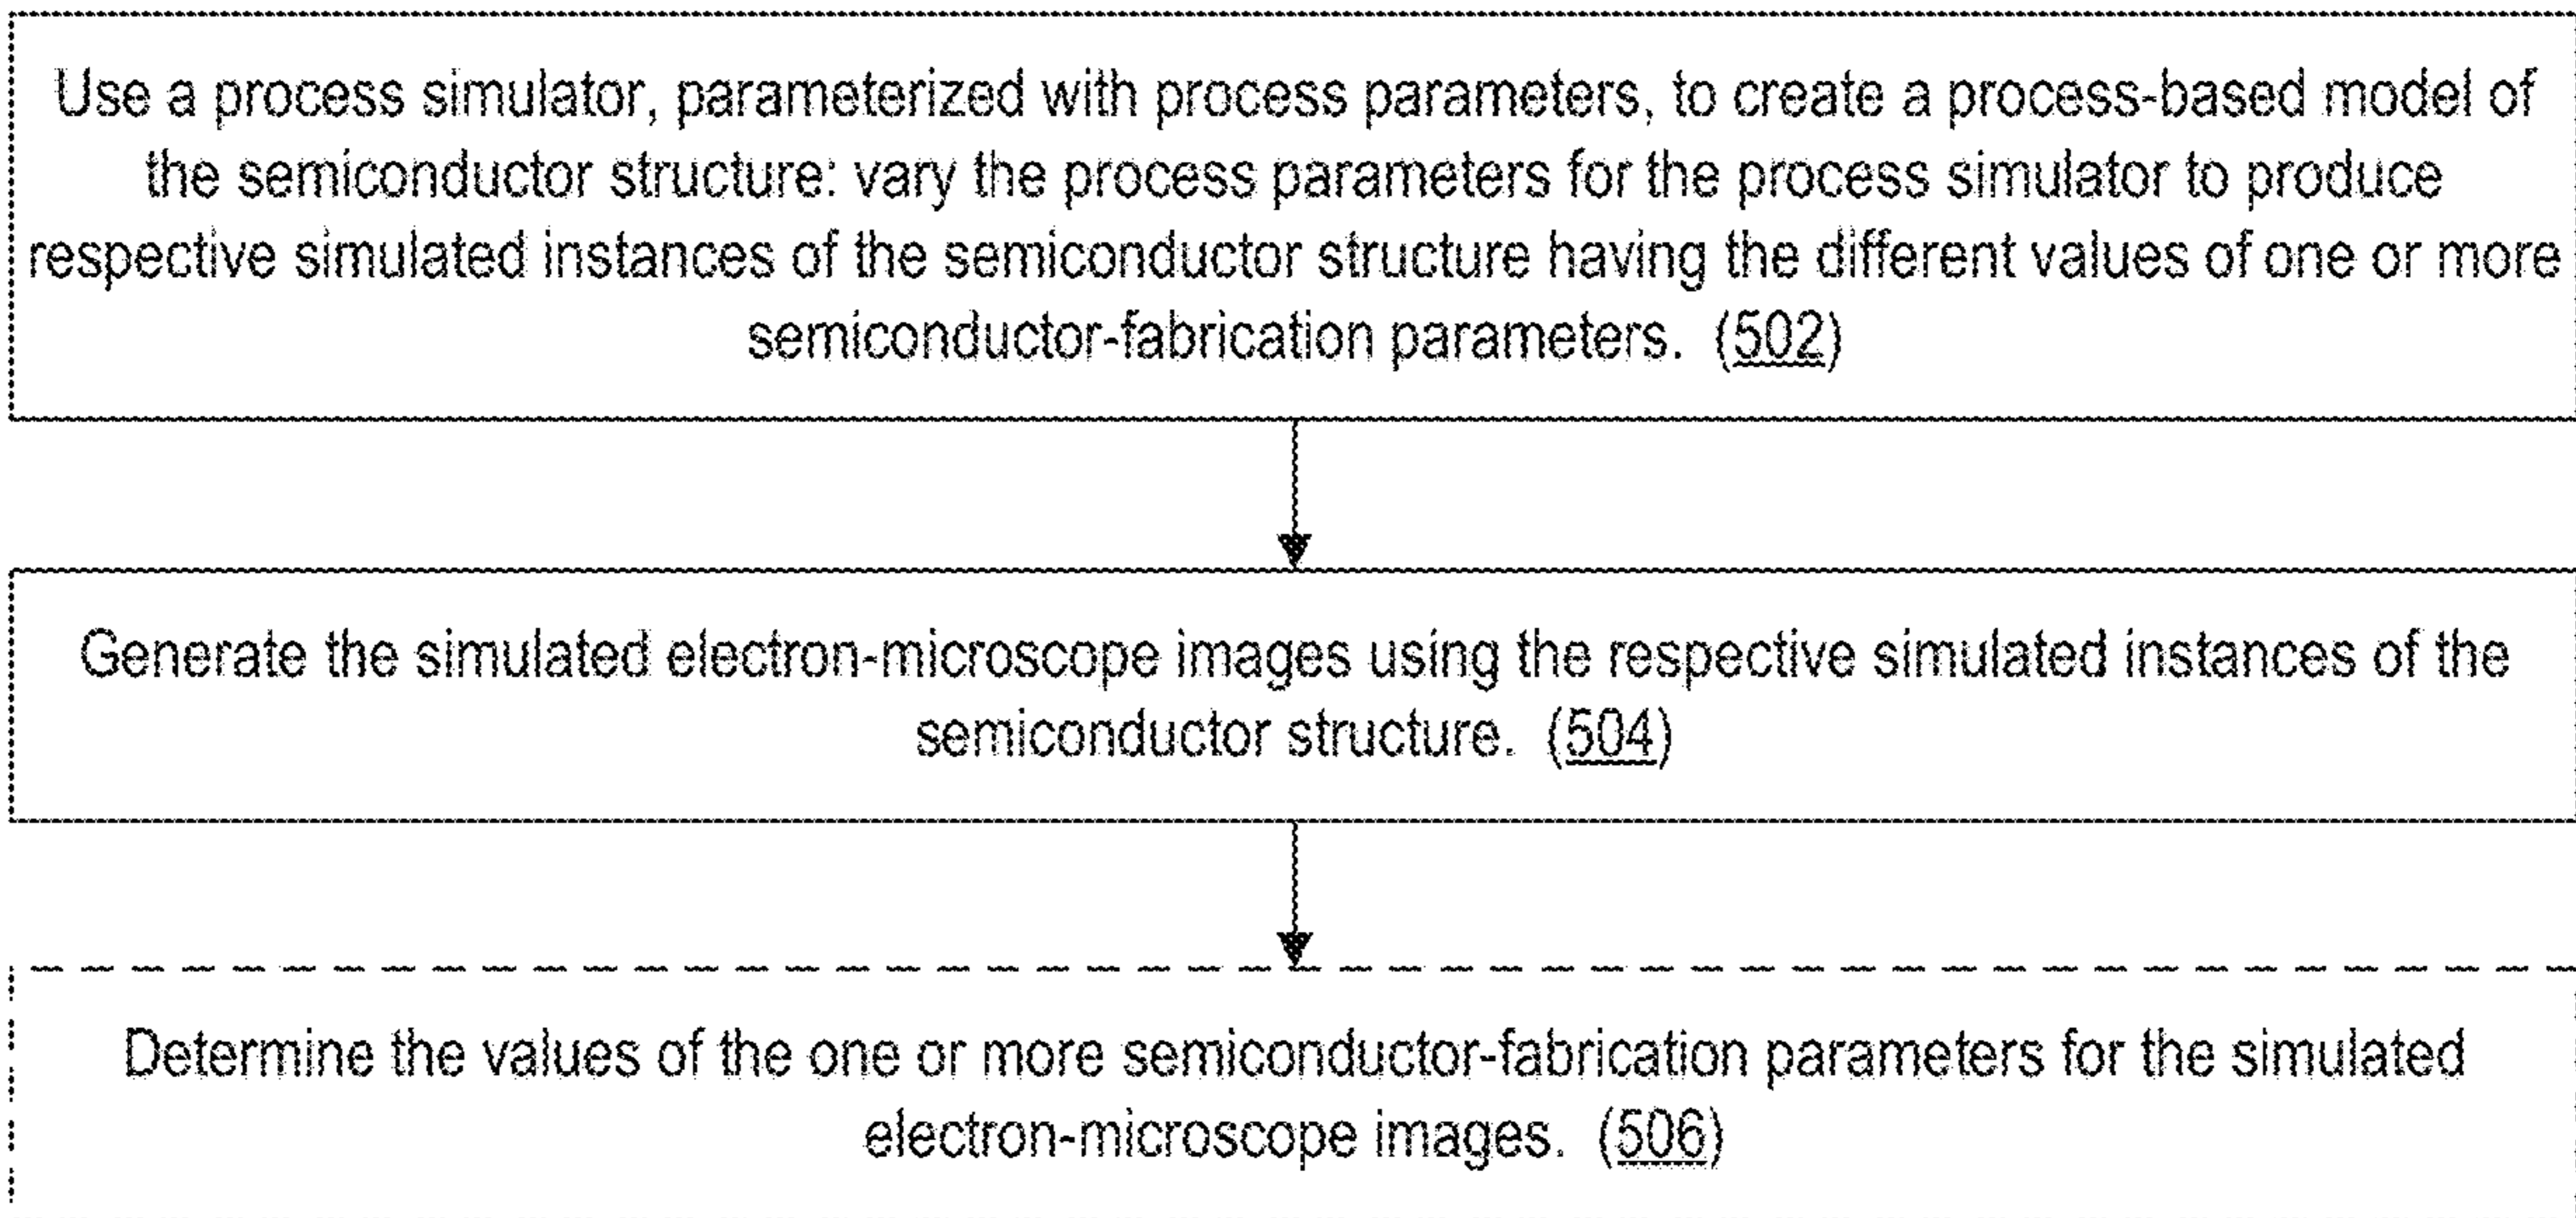 Use a process simulator, parameterized with process parameters, to create a process-based model of
the semiconductor structure: vary the process parameters for the process simulator to produce
respective simulated instances of the semiconductor structure having the different values of one or more
semiconductor-fabrication parameters. (502)
Generate the simulated electron-microscope images using the respective simulated instances of the
semiconductor structure. (504)
Determine the values of the one or more semiconductor-fabrication parameters for the simulated
electron-microscope images. (506)